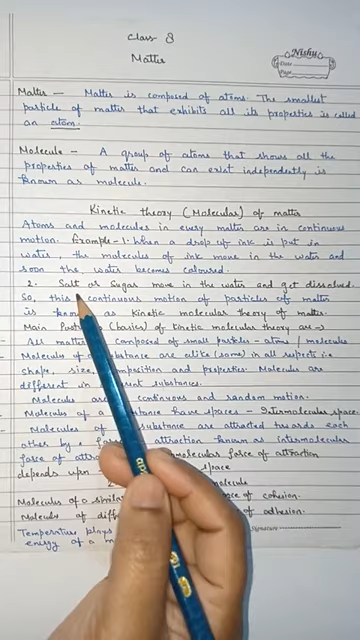 Class 8
Matter
Nishu
Date
Page
Matter — Matter is composed of atoms. The smallest
particle of matter that exhibits all its properties is called
an atom.
Molecule — A group of atoms that shows all the
properties of matter and can exist independently is
known as molecule.
Kinetic theory (Molecular) of matter
Atoms and molecules in every matter are in continuous
motion. Example-1. When a drop of ink is put in
water, the molecules of ink move in the water and
soon the water becomes coloured.
2. Salt or Sugar move in the water and get dissolved.
So, this continuous motion of particles of matter
is known as Kinetic molecular theory of matter.
Main (basics) of Kinetic molecular theory are →
All matter composed of small particles - atoms / molecules
Molecules of substance are alike (same) in all respects i.e
shape, size, composition and properties. Molecules are
different in different substances.
Molecules are continuous and random motion.
Molecules of a substance have spaces - Intermolecular space.
Molecules of substance are attracted towards each
other by a attraction known as intermolecular
force of molecular force of attraction
depends upon space
molecule
Molecules of a similar of cohesion.
of adhesion.
Signature
Temperature plays
energy of a